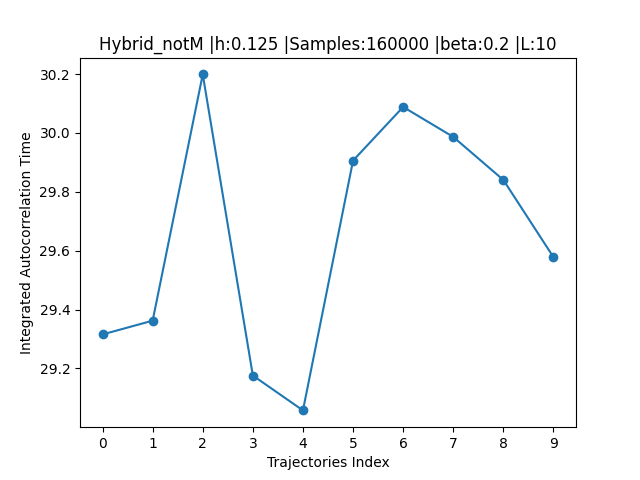 Hybrid_notM |h:0.125 |Samples:160000 |beta:0.2 |L:10
30.2
30.0
29.8
29.6
29.4
29.2
Integrated Autocorrelation Time
0 1 2 3 4 5 6 7 8 9
Trajectories Index